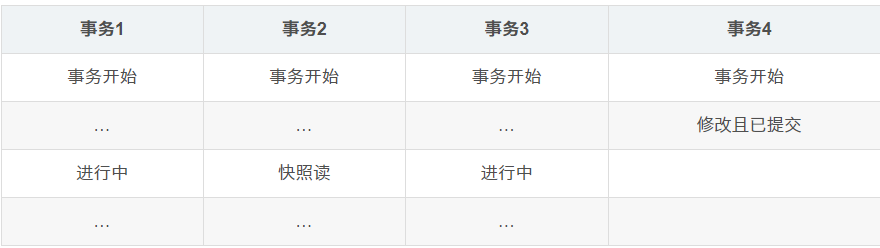 事务1 事务2 事务3 事务4
事务开始 事务开始 事务开始 事务开始
… … … 修改且已提交
进行中 快照读 进行中
… … …